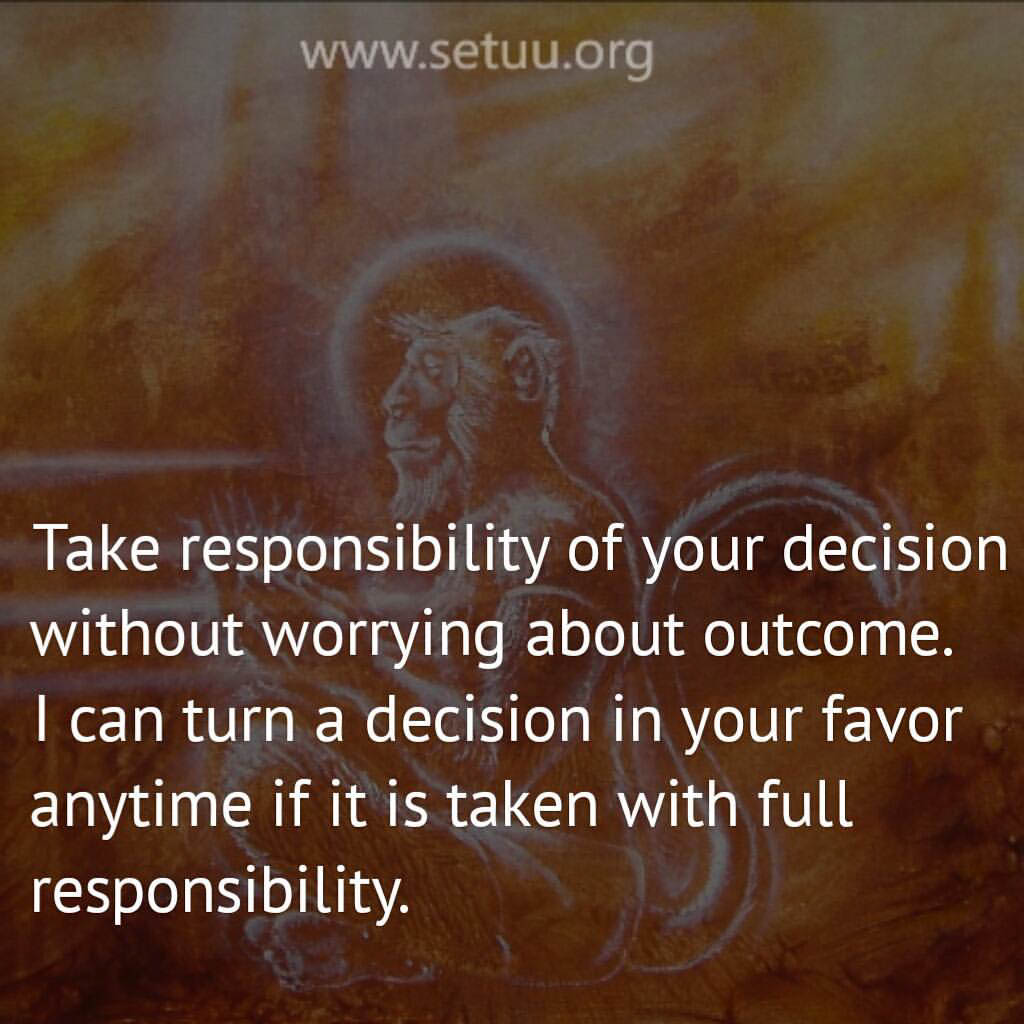 www.setuu.org
Take responsibility of your decision
without worrying about outcome.
I can turn a decision in your favor
anytime if it is taken with full
responsibility.